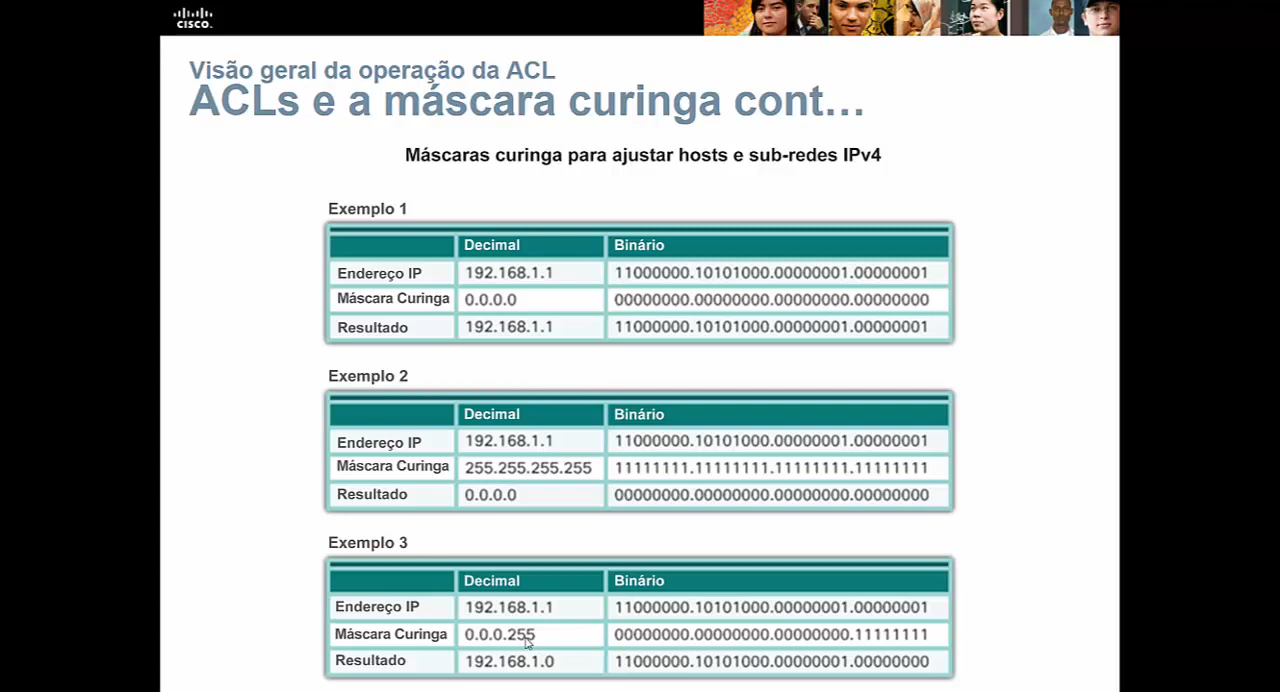 CISCO.
Visão geral da operação da ACL
ACLs e a máscara curinga cont…
Máscaras curinga para ajustar hosts e sub-redes IPv4
Exemplo 1
Decimal Binário
Endereço IP 192.168.1.1 11000000.10101000.00000001.00000001
Máscara Curinga 0.0.0.0 00000000.00000000.00000000.00000000
Resultado 192.168.1.1 11000000.10101000.00000001.00000001
Exemplo 2
Decimal Binário
Endereço IP 192.168.1.1 11000000.10101000.00000001.00000001
Máscara Curinga 255.255.255.255 11111111.11111111.11111111.11111111
Resultado 0.0.0.0 00000000.00000000.00000000.00000000
Exemplo 3
Decimal Binário
Endereço IP 192.168.1.1 11000000.10101000.00000001.00000001
Máscara Curinga 0.0.0.255 00000000.00000000.00000000.11111111
Resultado 192.168.1.0 11000000.10101000.00000001.00000000